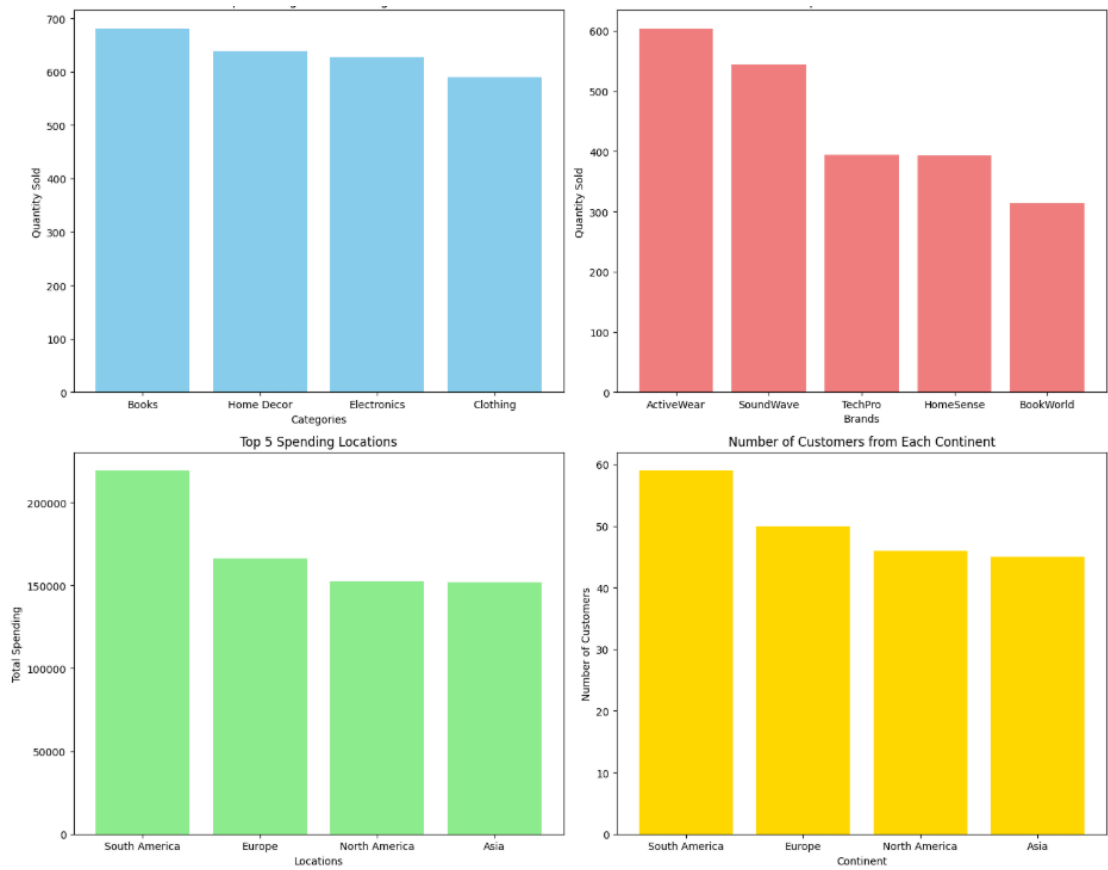 700
600
500
400
300
200
100
0
Quantity Sold
Books Home Decor Electronics Clothing
Categories
600
500
400
300
200
100
0
Quantity Sold
ActiveWear SoundWave TechPro HomeSense BookWorld
Brands
Top 5 Spending Locations
200000
150000
100000
50000
0
Total Spending
South America Europe North America Asia
Locations
Number of Customers from Each Continent
60
50
40
30
20
10
0
Number of Customers
South America Europe North America Asia
Continent